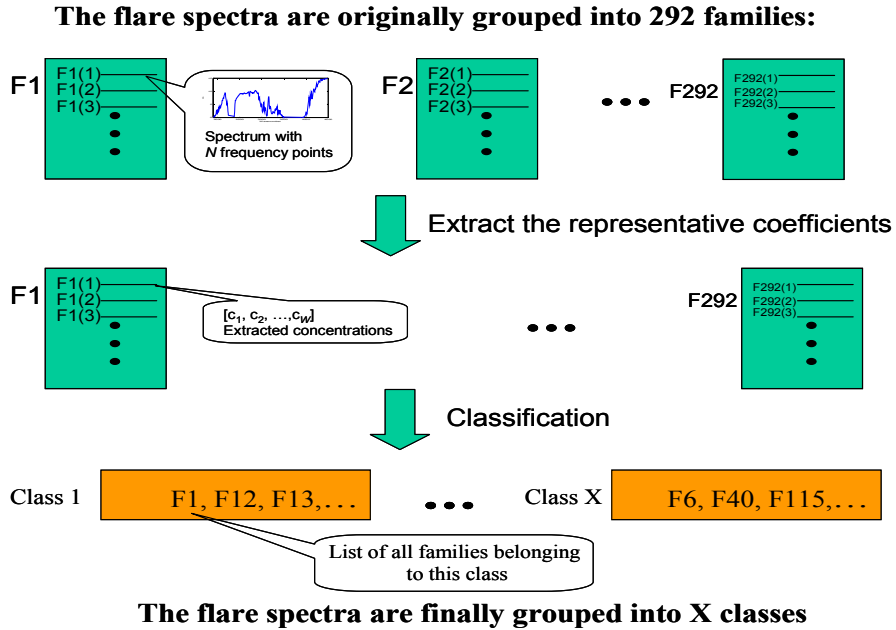 The flare spectra are originally grouped into 292 families:
F1
F1(1)
F1(2)
F1(3)
Spectrum with
N frequency points
F2
F2(1)
F2(2)
F2(3)
F292
F292(1)
F292(2)
F292(3)
Extract the representative coefficients
F1
F1(1)
F1(2)
F1(3)
[c1, c2, …,cW]
Extracted concentrations
F292
F292(1)
F292(2)
F292(3)
Classification
Class 1
F1, F12, F13,…
Class X
F6, F40, F115,…
List of all families belonging
to this class
The flare spectra are finally grouped into X classes